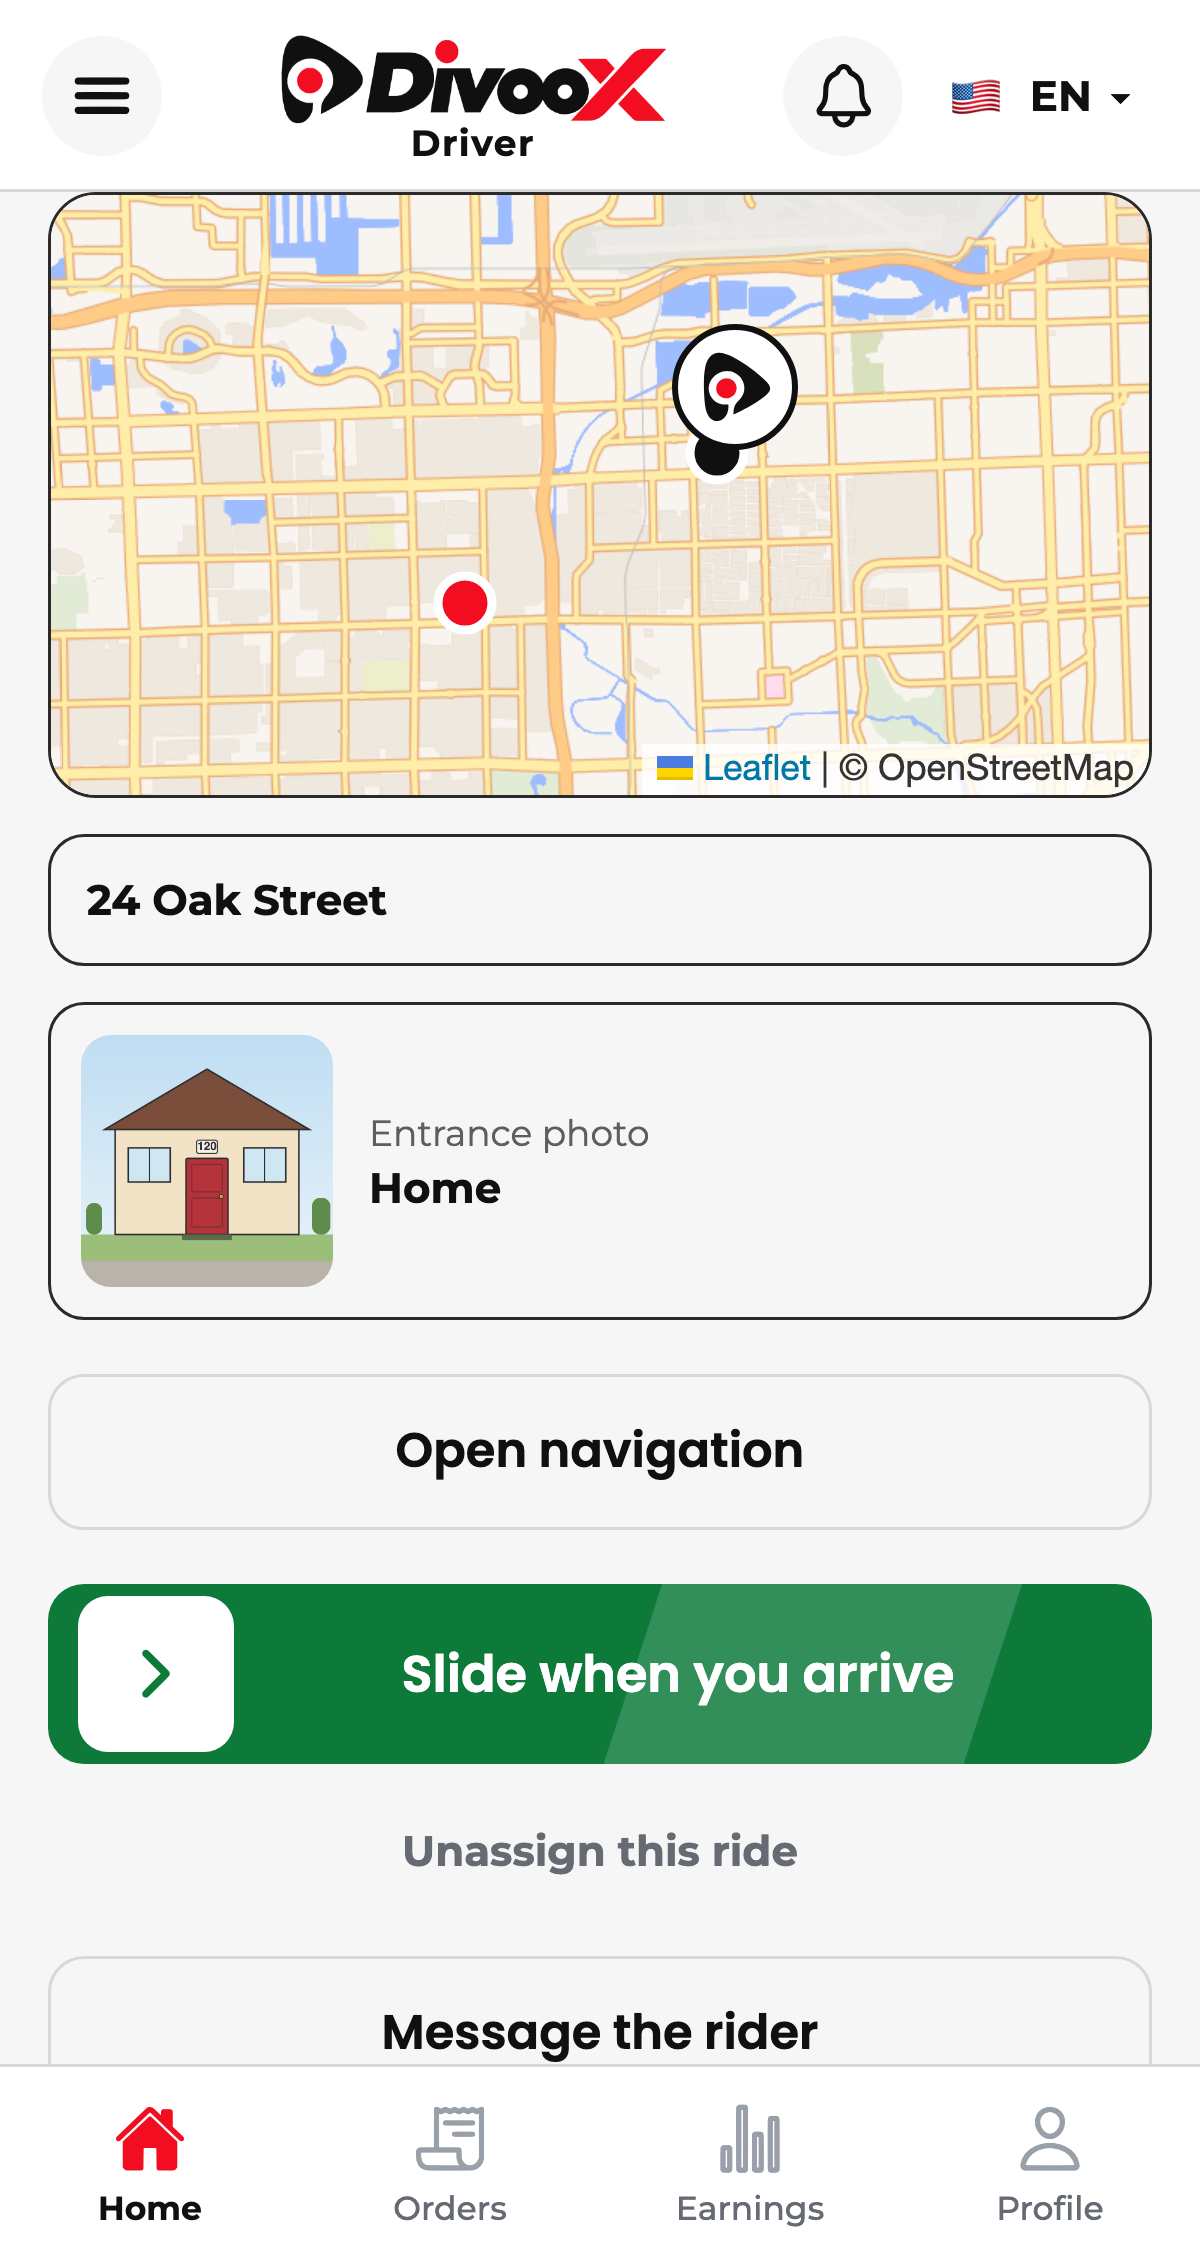 DivooX
Driver
EN
Leaflet | © OpenStreetMap
24 Oak Street
120
Entrance photo
Home
Open navigation
Slide when you arrive
Unassign this ride
Message the rider
Home
Orders
Earnings
Profile